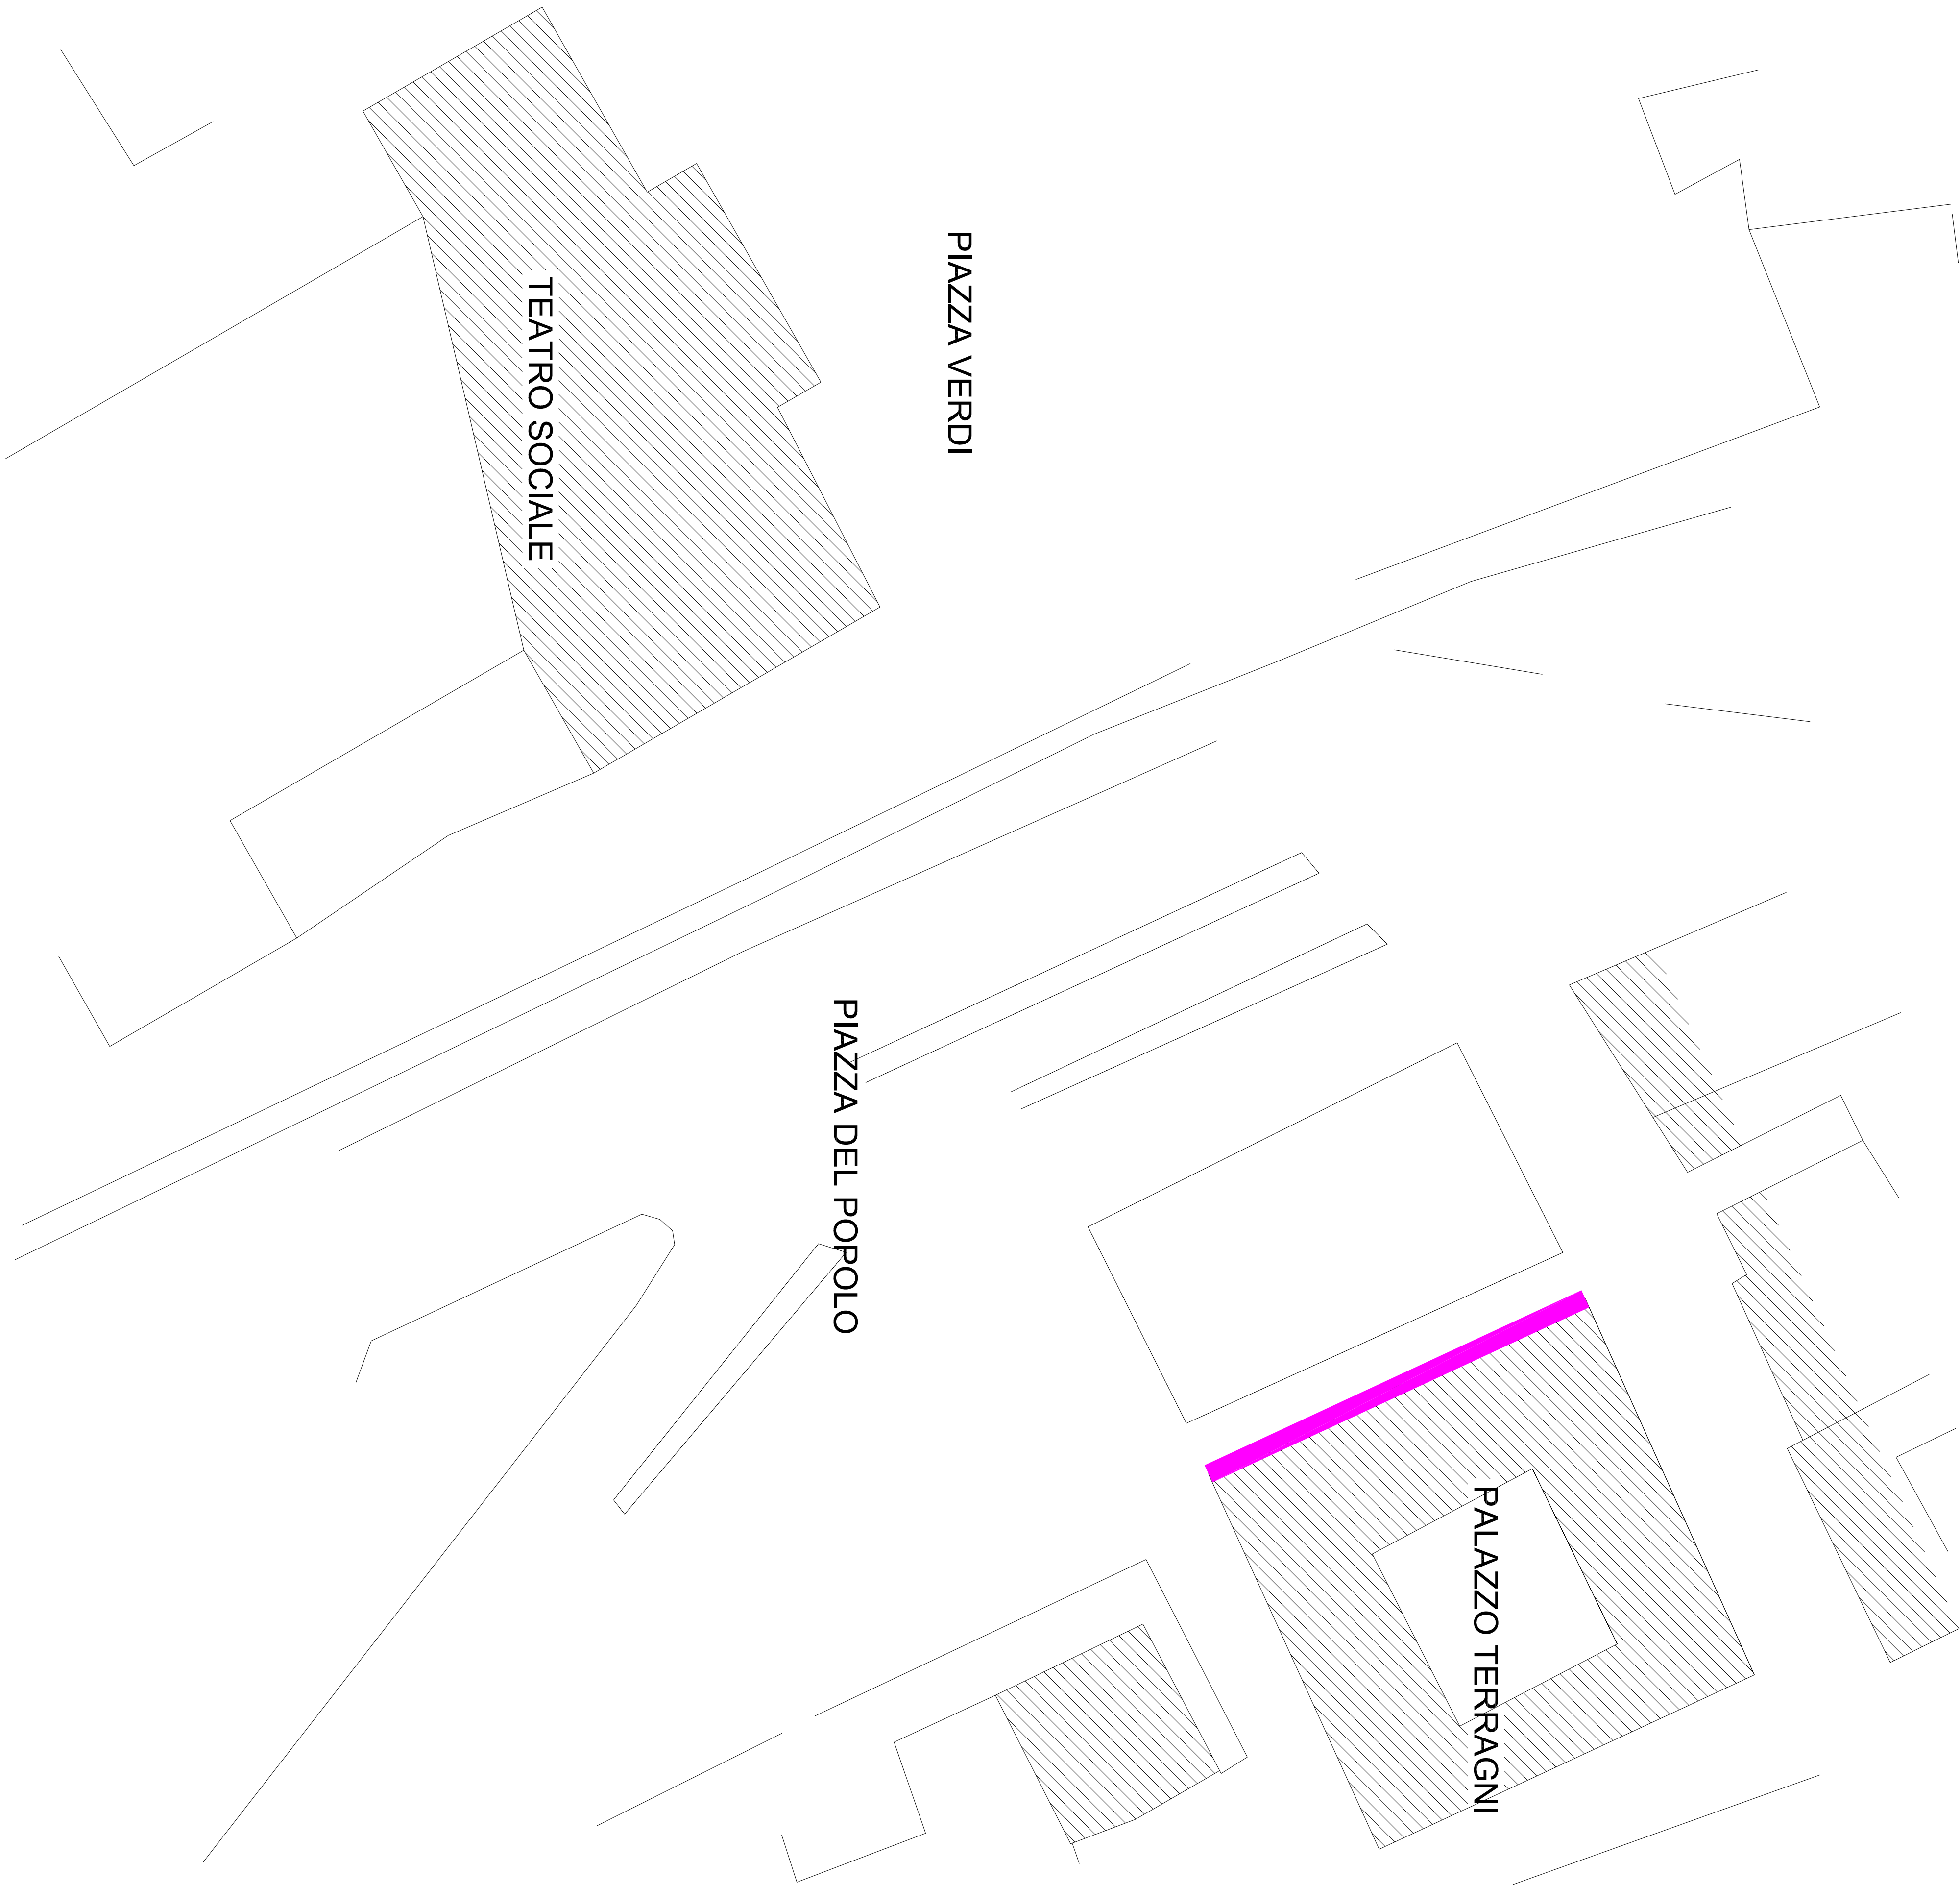 TEATRO SOCIALE
PIAZZA VERDI
PIAZZA DEL POPOLO
PALAZZO TERRAGNI